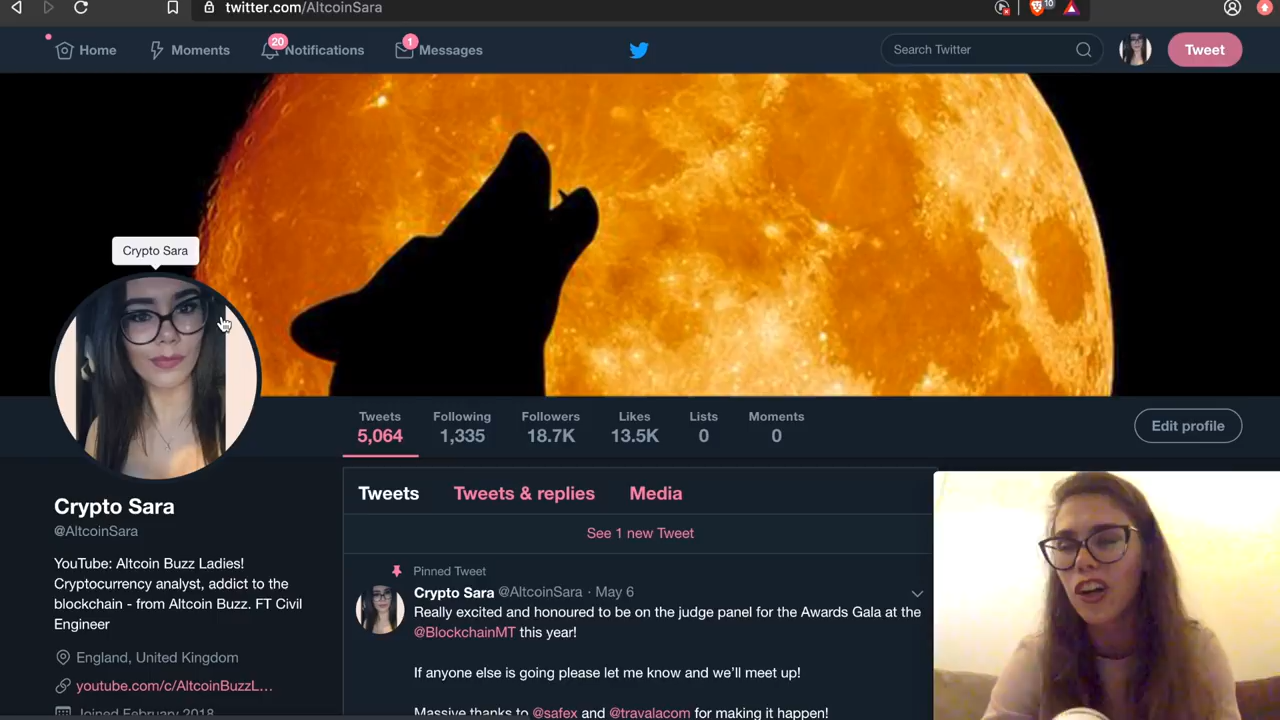 twitter.com/AltcoinSara
10
Home
Moments
20
Notifications
1
Messages
Search Twitter
Tweet
Crypto Sara
Tweets
5,064
Following
1,335
Followers
18.7K
Likes
13.5K
Lists
0
Moments
0
Edit profile
Crypto Sara
@AltcoinSara
YouTube: Altcoin Buzz Ladies!
Cryptocurrency analyst, addict to the
blockchain - from Altcoin Buzz. FT Civil
Engineer
England, United Kingdom
youtube.com/c/AltcoinBuzzL...
Joined February 2018
Tweets
Tweets & replies
Media
See 1 new Tweet
Pinned Tweet
Crypto Sara @AltcoinSara · May 6
Really excited and honoured to be on the judge panel for the Awards Gala at the
@BlockchainMT this year!
If anyone else is going please let me know and we'll meet up!
Massive thanks to @safex and @travalacom for making it happen!